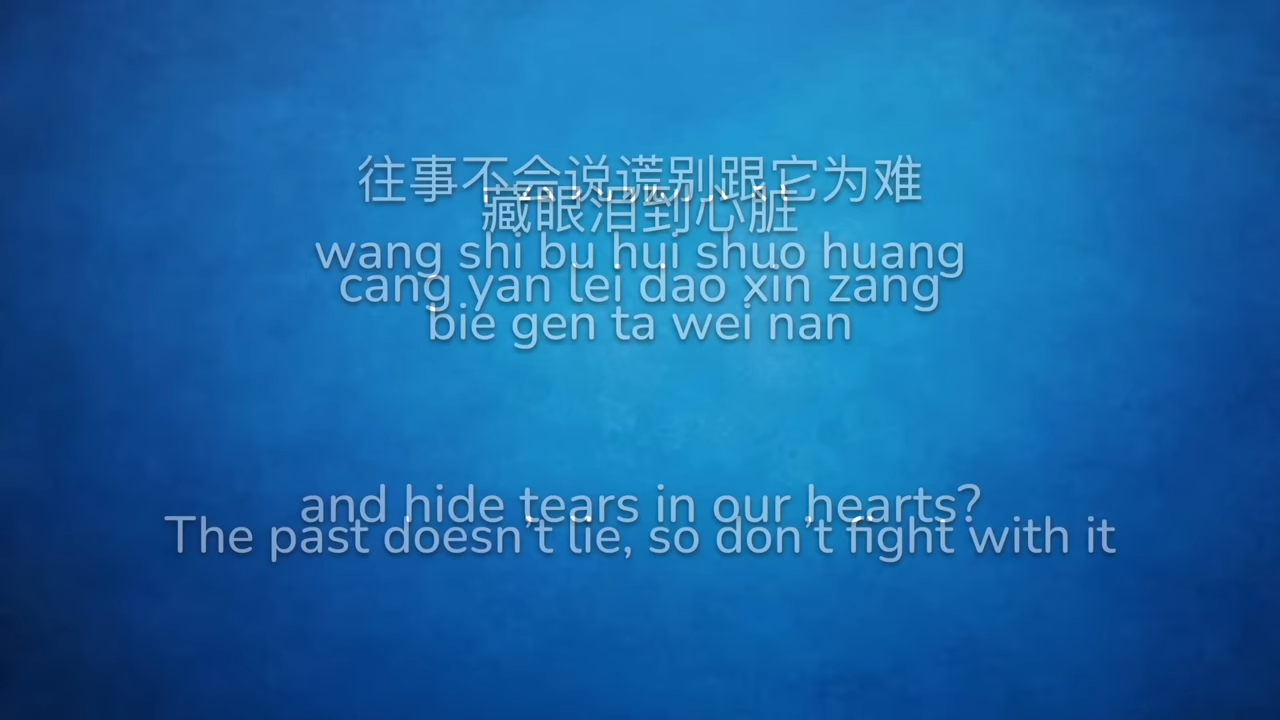 往事不会说谎别跟它为难
藏眼泪到心脏
wang shi bu hui shuo huang
cang yan lei dao xin zang
bie gen ta wei nan
and hide tears in our hearts?
The past doesn't lie, so don't fight with it